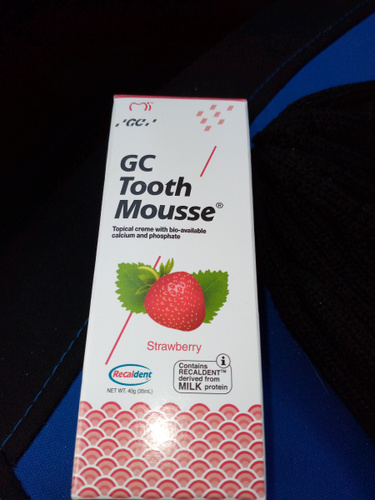 'GC'
GC
Tooth
Mousse®
Topical creme with bio-available
calcium and phosphate
Strawberry
Recaldent
NET WT. 40g (35mL)
i
Contains
RECALDENT™
derived from
MILK protein